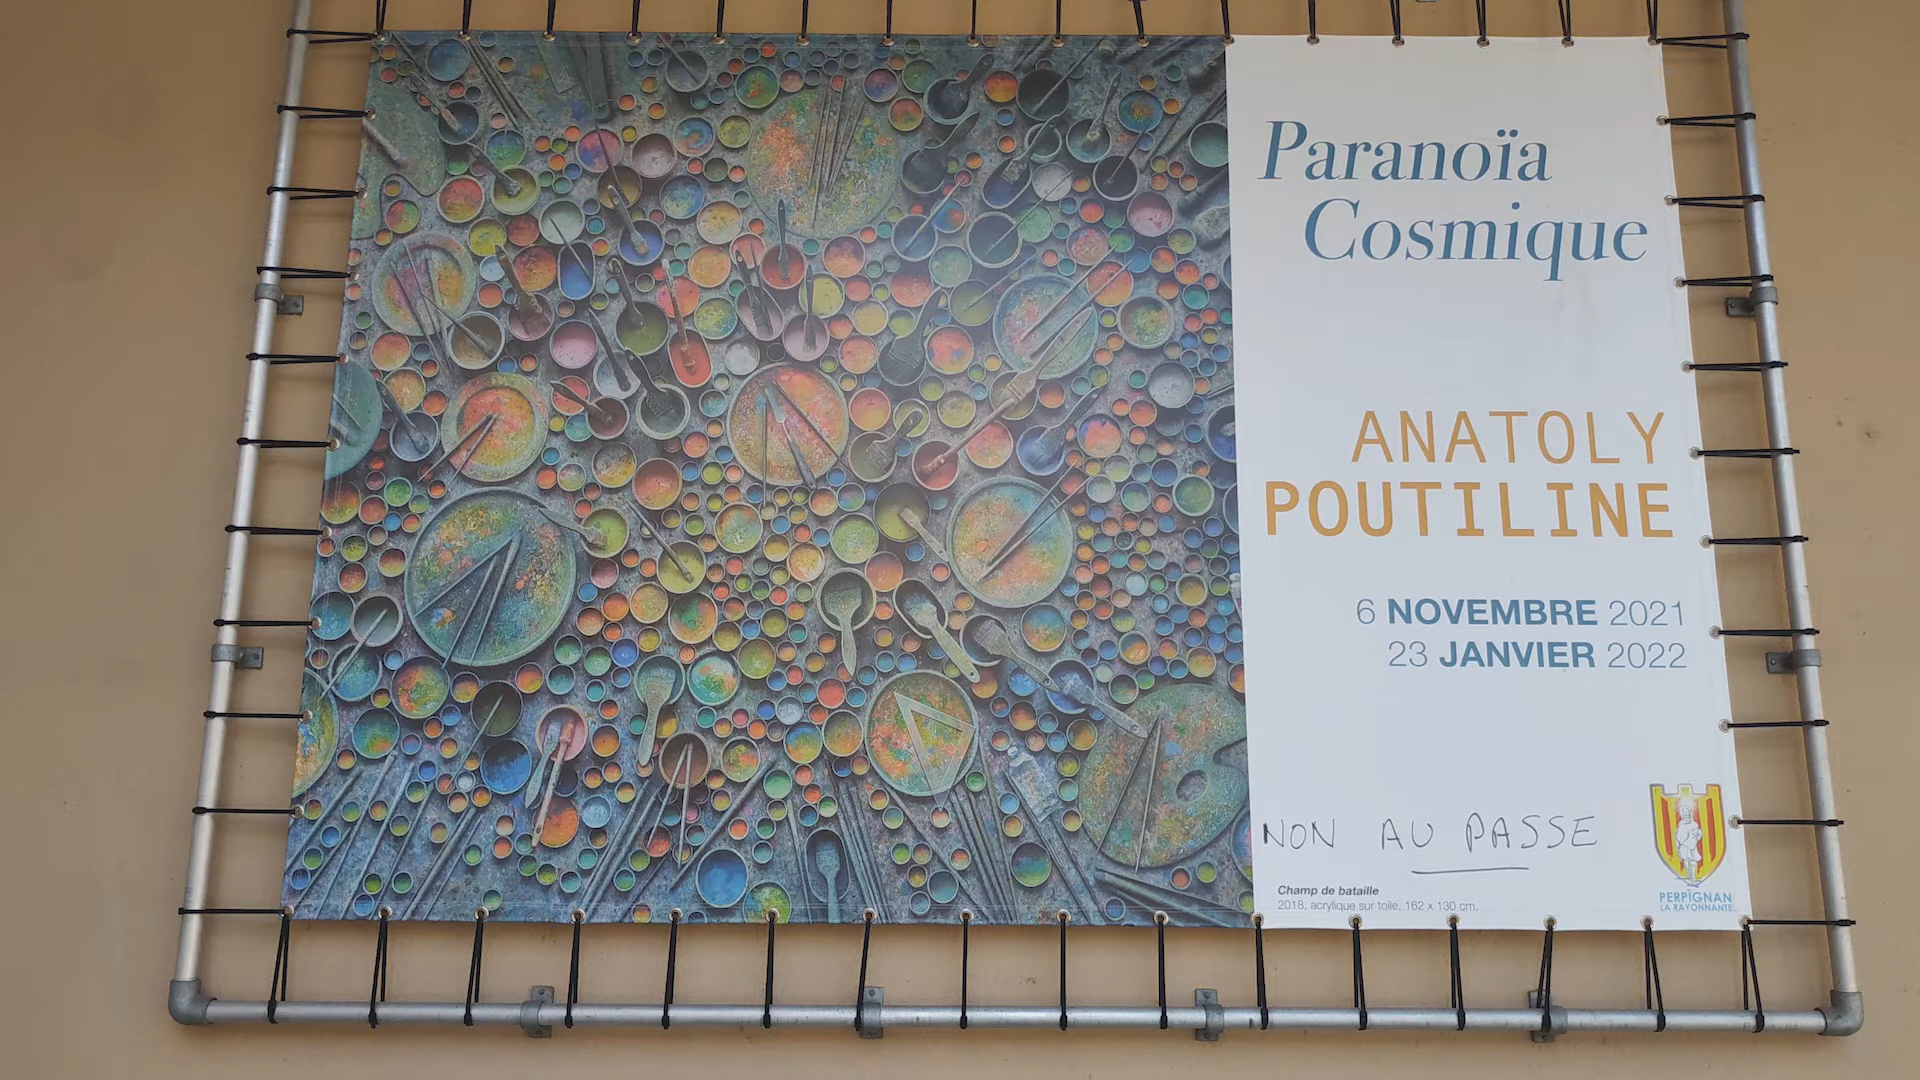 Paranoïa
Cosmique
ANATOLY
POUTILINE
6 NOVEMBRE 2021
23 JANVIER 2022
NON AU PASSE
Champ de bataille
2018, acrylique sur toile, 162 x 130 cm.
PERPIGNAN
LA RAYONNANTE